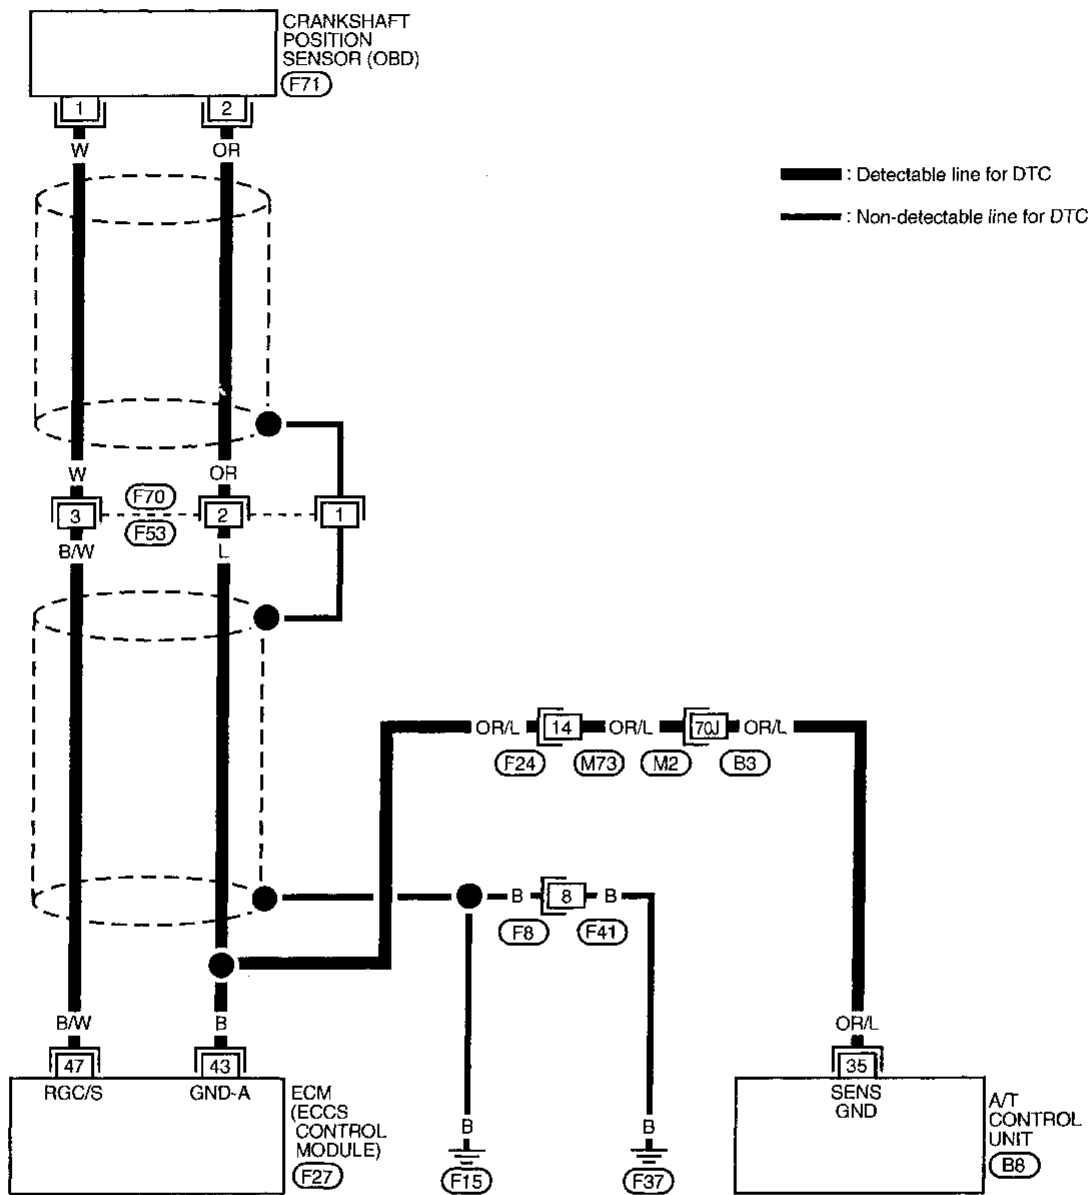 CRANKSHAFT
POSITION
SENSOR (OBD)
F71
1 2
W OR
: Detectable line for DTC
: Non-detectable line for DTC
W OR
F70
3 2 1
F53
B/W L
OR/L 14 OR/L 70J OR/L
F24 M73 M2 B3
B 8 B
F8 F41
B/W B OR/L
47 43 35
RGC/S GND-A
ECM
(ECCS
CONTROL
MODULE)
F27
B B
F15 F37
SENS
GND
A/T
CONTROL
UNIT
B8